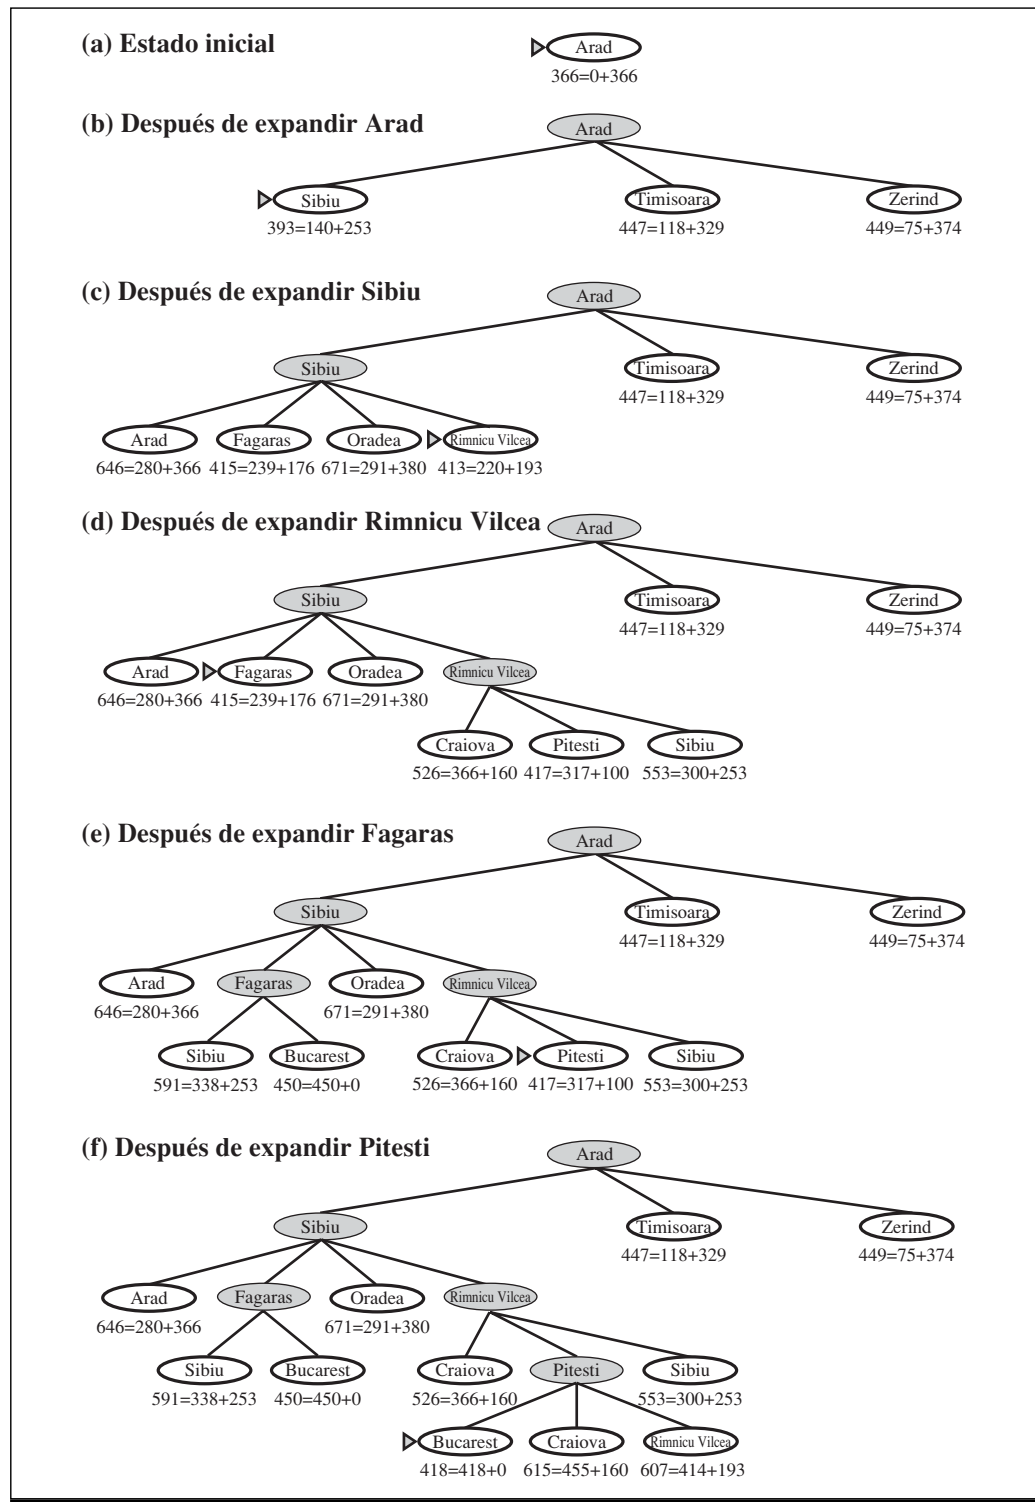 (a) Estado inicial
Arad
366=0+366
(b) Después de expandir Arad
Arad
Sibiu Timisoara Zerind
393=140+253 447=118+329 449=75+374
(c) Después de expandir Sibiu
Arad
Sibiu Timisoara Zerind
447=118+329 449=75+374
Arad Fagaras Oradea Rimnicu Vilcea
646=280+366 415=239+176 671=291+380 413=220+193
(d) Después de expandir Rimnicu Vilcea
Arad
Sibiu Timisoara Zerind
447=118+329 449=75+374
Arad Fagaras Oradea Rimnicu Vilcea
646=280+366 415=239+176 671=291+380
Craiova Pitesti Sibiu
526=366+160 417=317+100 553=300+253
(e) Después de expandir Fagaras
Arad
Sibiu Timisoara Zerind
447=118+329 449=75+374
Arad Fagaras Oradea Rimnicu Vilcea
646=280+366 671=291+380
Sibiu Bucarest Craiova Pitesti Sibiu
591=338+253 450=450+0 526=366+160 417=317+100 553=300+253
(f) Después de expandir Pitesti
Arad
Sibiu Timisoara Zerind
447=118+329 449=75+374
Arad Fagaras Oradea Rimnicu Vilcea
646=280+366 671=291+380
Sibiu Bucarest Craiova Pitesti Sibiu
591=338+253 450=450+0 526=366+160 553=300+253
Bucarest Craiova Rimnicu Vilcea
418=418+0 615=455+160 607=414+193